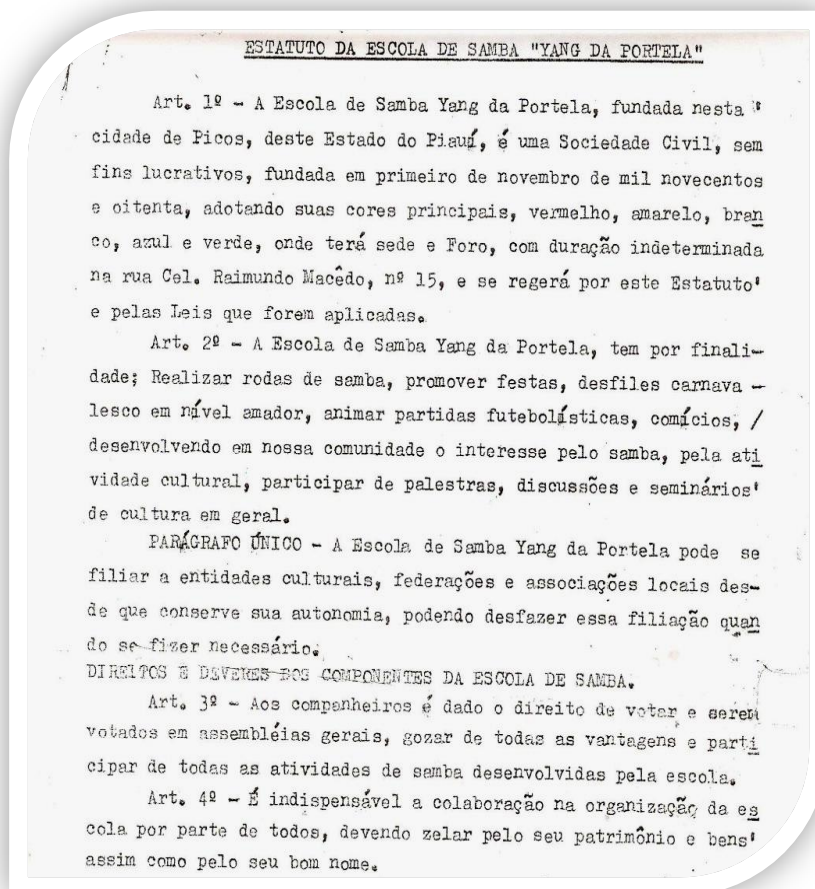 ESTATUTO DA ESCOLA DE SAMBA "YANG DA PORTELA"
Art. 1º - A Escola de Samba Yang da Portela, fundada nesta '
cidade de Picos, deste Estado do Piauí, é uma Sociedade Civil, sem
fins lucrativos, fundada em primeiro de novembro de mil novecentos
e oitenta, adotando suas cores principais, vermelho, amarelo, bran
co, azul e verde, onde terá sede e Foro, com duração indeterminada
na rua Cel. Raimundo Macêdo, nº 15, e se regerá por este Estatuto'
e pelas Leis que forem aplicadas.
Art. 2º - A Escola de Samba Yang da Portela, tem por finali-
dade; Realizar rodas de samba, promover festas, desfiles carnava -
lesco em nível amador, animar partidas futebolísticas, comícios, /
desenvolvendo em nossa comunidade o interesse pelo samba, pela ati
vidade cultural, participar de palestras, discussões e seminários'
de cultura em geral.
PARÁGRAFO ÚNICO - A Escola de Samba Yang da Portela pode se
filiar a entidades culturais, federações e associações locais des-
de que conserve sua autonomia, podendo desfazer essa filiação quan
do se fizer necessário.
DIREITOS E DEVERES DOS COMPONENTES DA ESCOLA DE SAMBA.
Art. 3º - Aos companheiros é dado o direito de votar e serem
votados em assembléias gerais, gozar de todas as vantagens e parti
cipar de todas as atividades de samba desenvolvidas pela escola.
Art. 4º - É indispensável a colaboração na organização da es
cola por parte de todos, devendo zelar pelo seu patrimônio e bens'
assim como pelo seu bom nome.